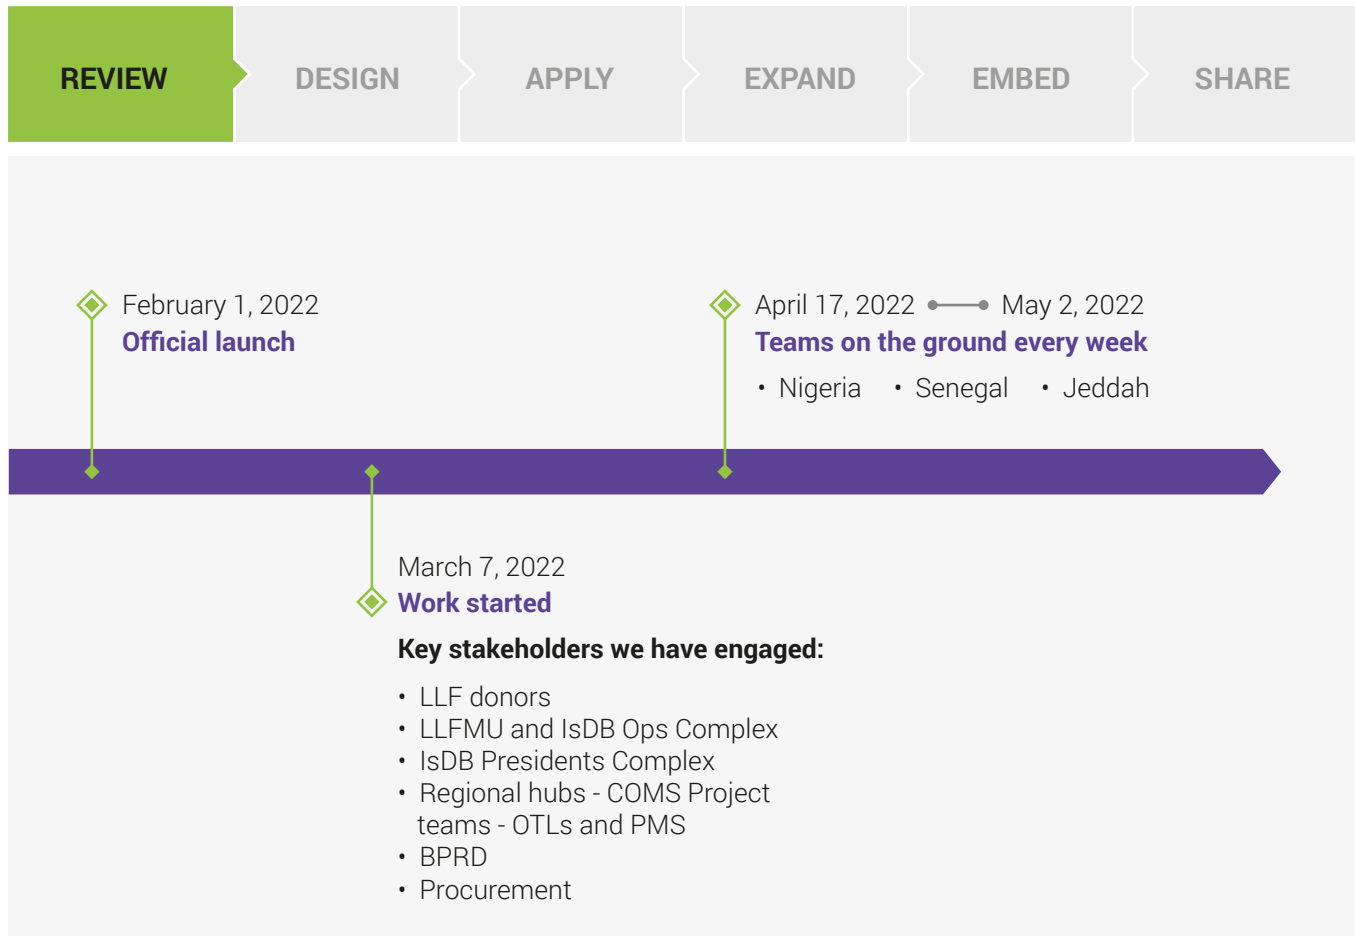 REVIEW
DESIGN
APPLY
EXPAND
EMBED
SHARE
February 1, 2022
Official launch
April 17, 2022 May 2, 2022
Teams on the ground every week
• Nigeria • Senegal • Jeddah
March 7, 2022
Work started
Key stakeholders we have engaged:
• LLF donors
• LLFMU and IsDB Ops Complex
• IsDB Presidents Complex
• Regional hubs - COMS Project
teams - OTLs and PMS
• BPRD
• Procurement